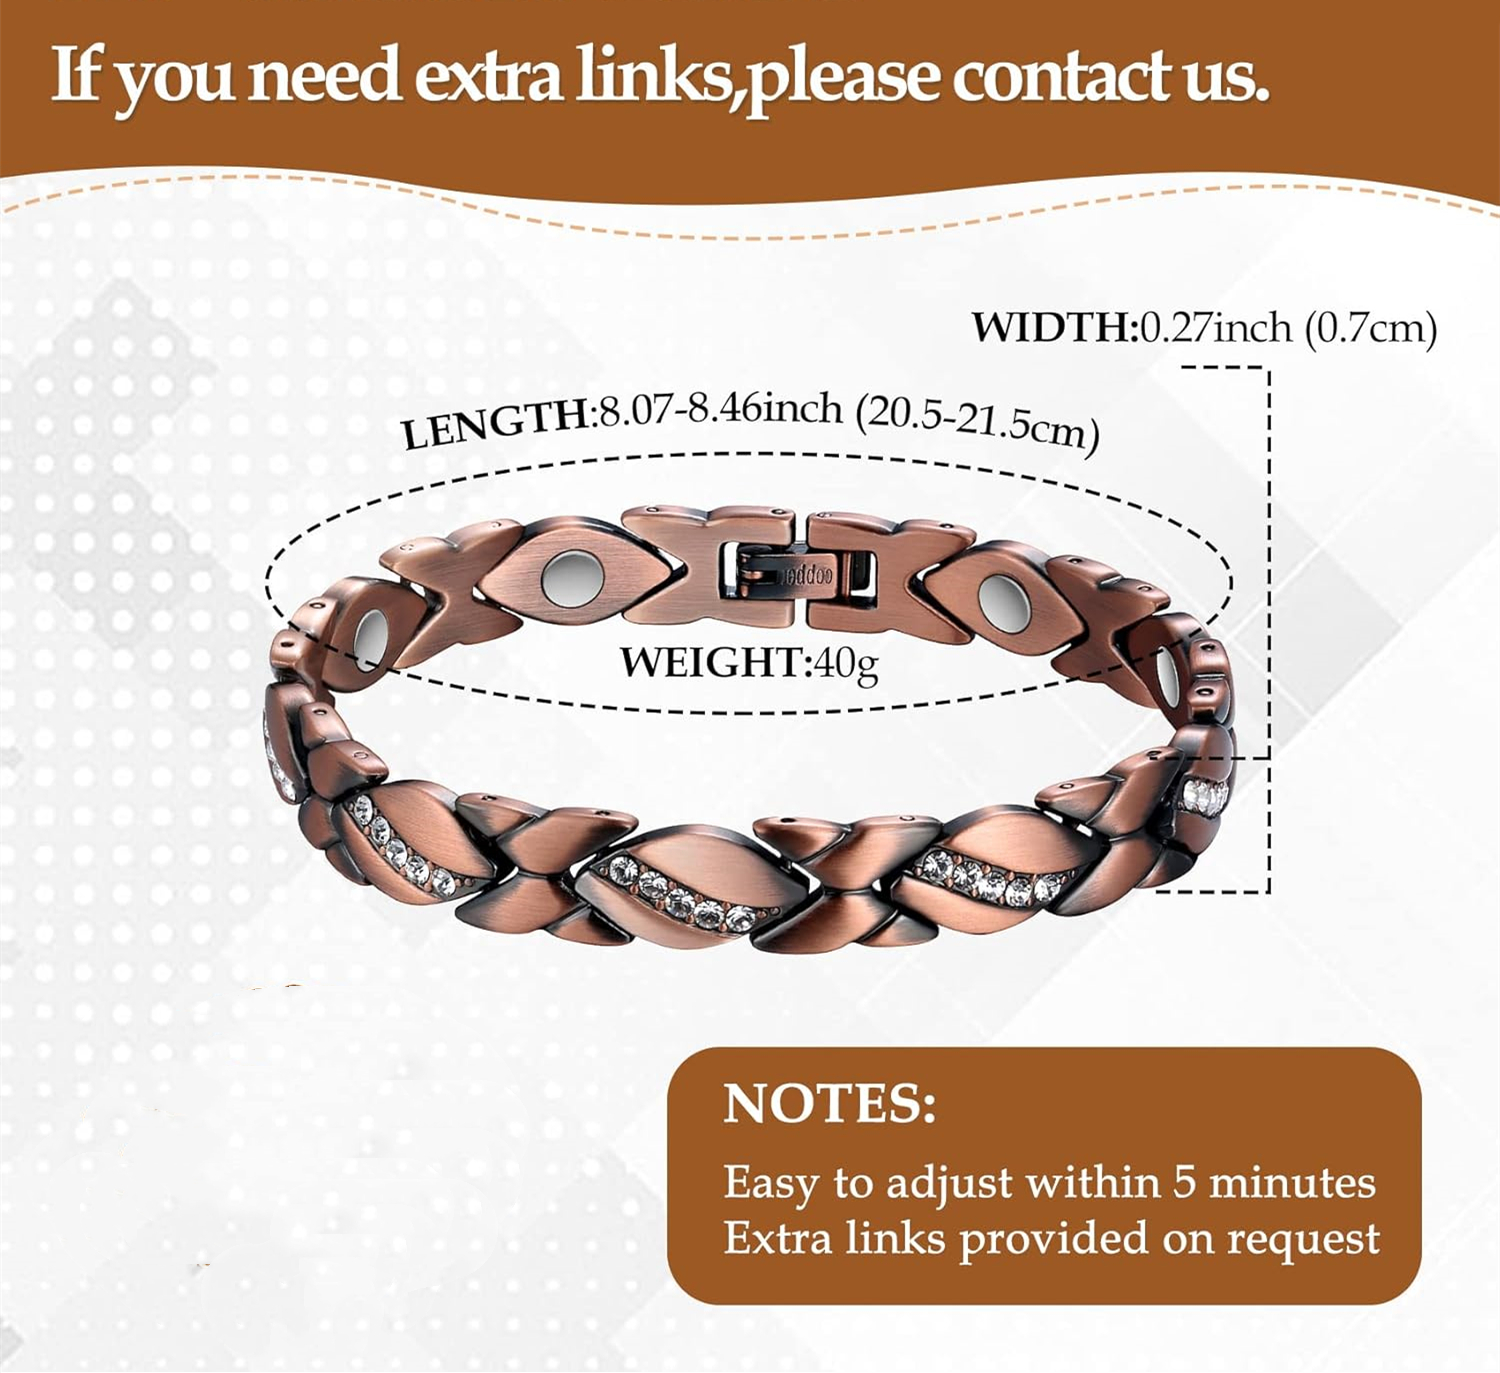 If you need extra links,please contact us.
WIDTH:0.27inch (0.7cm)
LENGTH:8.07-8.46inch (20.5-21.5cm)
WEIGHT:40g
NOTES:
Easy to adjust within 5 minutes
Extra links provided on request